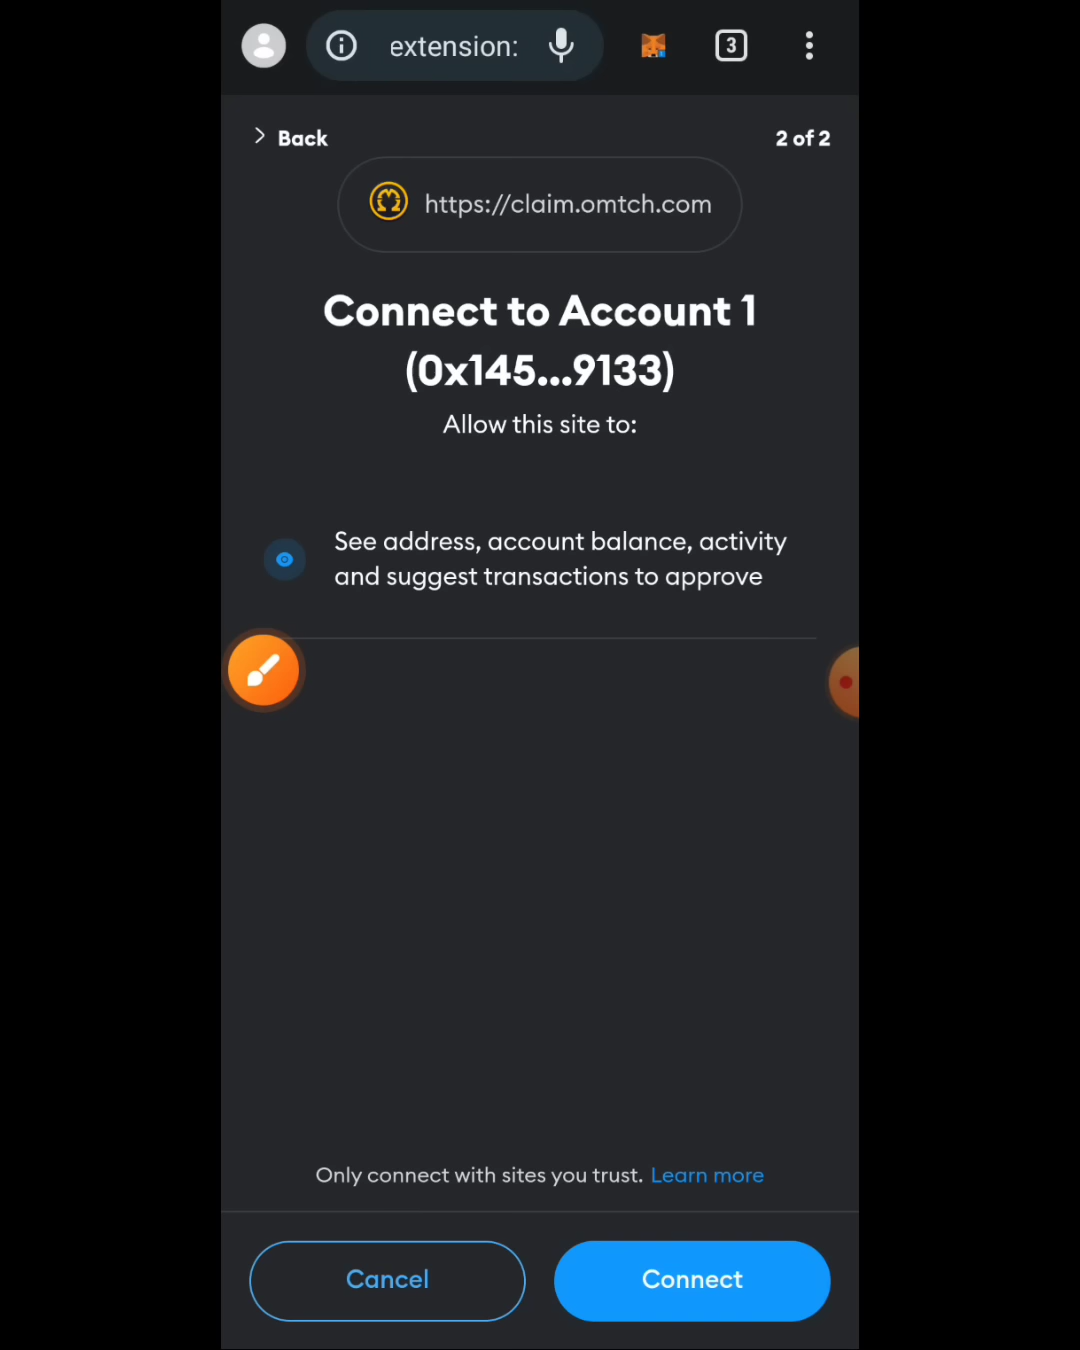 extension:
3
Back
2 of 2
https://claim.omtch.com
Connect to Account 1
(0x145...9133)
Allow this site to:
See address, account balance, activity
and suggest transactions to approve
Only connect with sites you trust. Learn more
Cancel
Connect